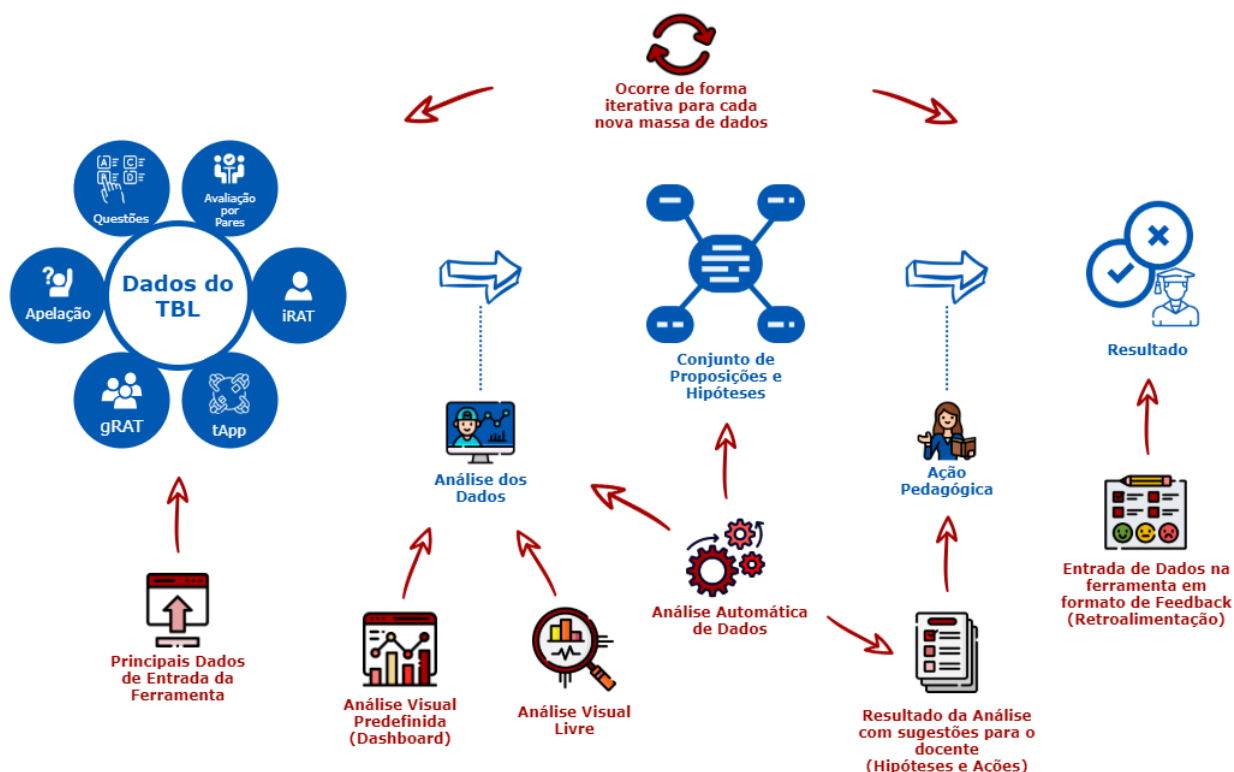 Ocorre de forma
iterativa para cada
nova massa de dados
A
C
B
D
Questões
Avaliação
por
Pares
Dados do
TBL
Apelação
iRAT
gRAT
tApp
Conjunto de
Proposições e
Hipóteses
Resultado
Análise dos
Dados
Ação
Pedagógica
Principais Dados
de Entrada da
Ferramenta
Análise Visual
Predefinida
(Dashboard)
Análise Visual
Livre
Análise Automática
de Dados
Resultado da Análise
com sugestões para o
docente
(Hipóteses e Ações)
Entrada de Dados na
ferramenta em
formato de Feedback
(Retroalimentação)